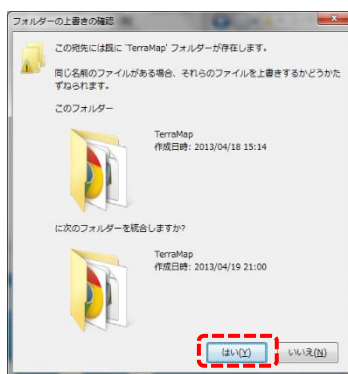 フォルダーの上書きの確認
この宛先には既に 'TerraMap' フォルダーが存在します。
同じ名前のファイルがある場合、それらのファイルを上書きするかどうかた
ずねられます。
このフォルダー
TerraMap
作成日時: 2013/04/18 15:14
に次のフォルダーを統合しますか?
TerraMap
作成日時: 2013/04/19 21:00
はい(Y)
いいえ(N)